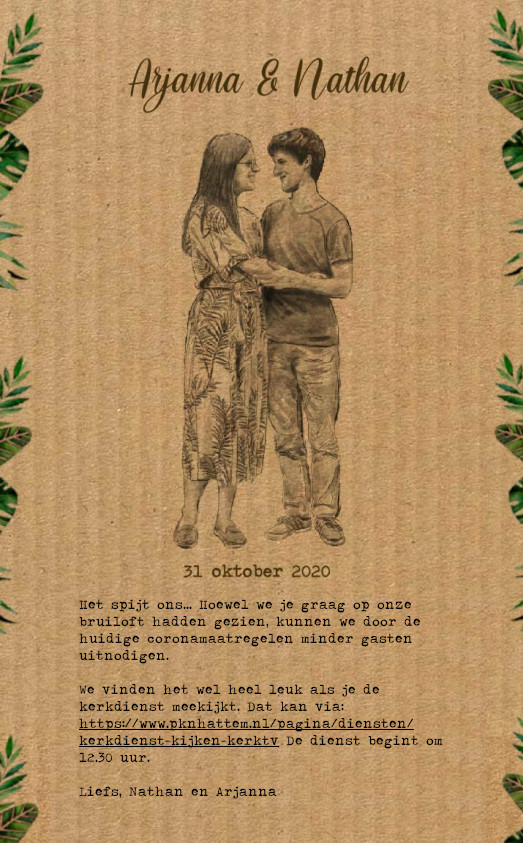 Arjanna & Nathan
31 oktober 2020
Het spijt ons... Hoewel we je graag op onze
bruiloft hadden gezien, kunnen we door de
huidige coronamaatregelen minder gasten
uitnodigen.
We vinden het wel heel leuk als je de
kerkdienst meekijkt. Dat kan via:
https://www.pknhattem.nl/pagina/diensten/
kerkdienst-kijken-kerktv De dienst begint om
12.30 uur.
Liefs, Nathan en Arjanna